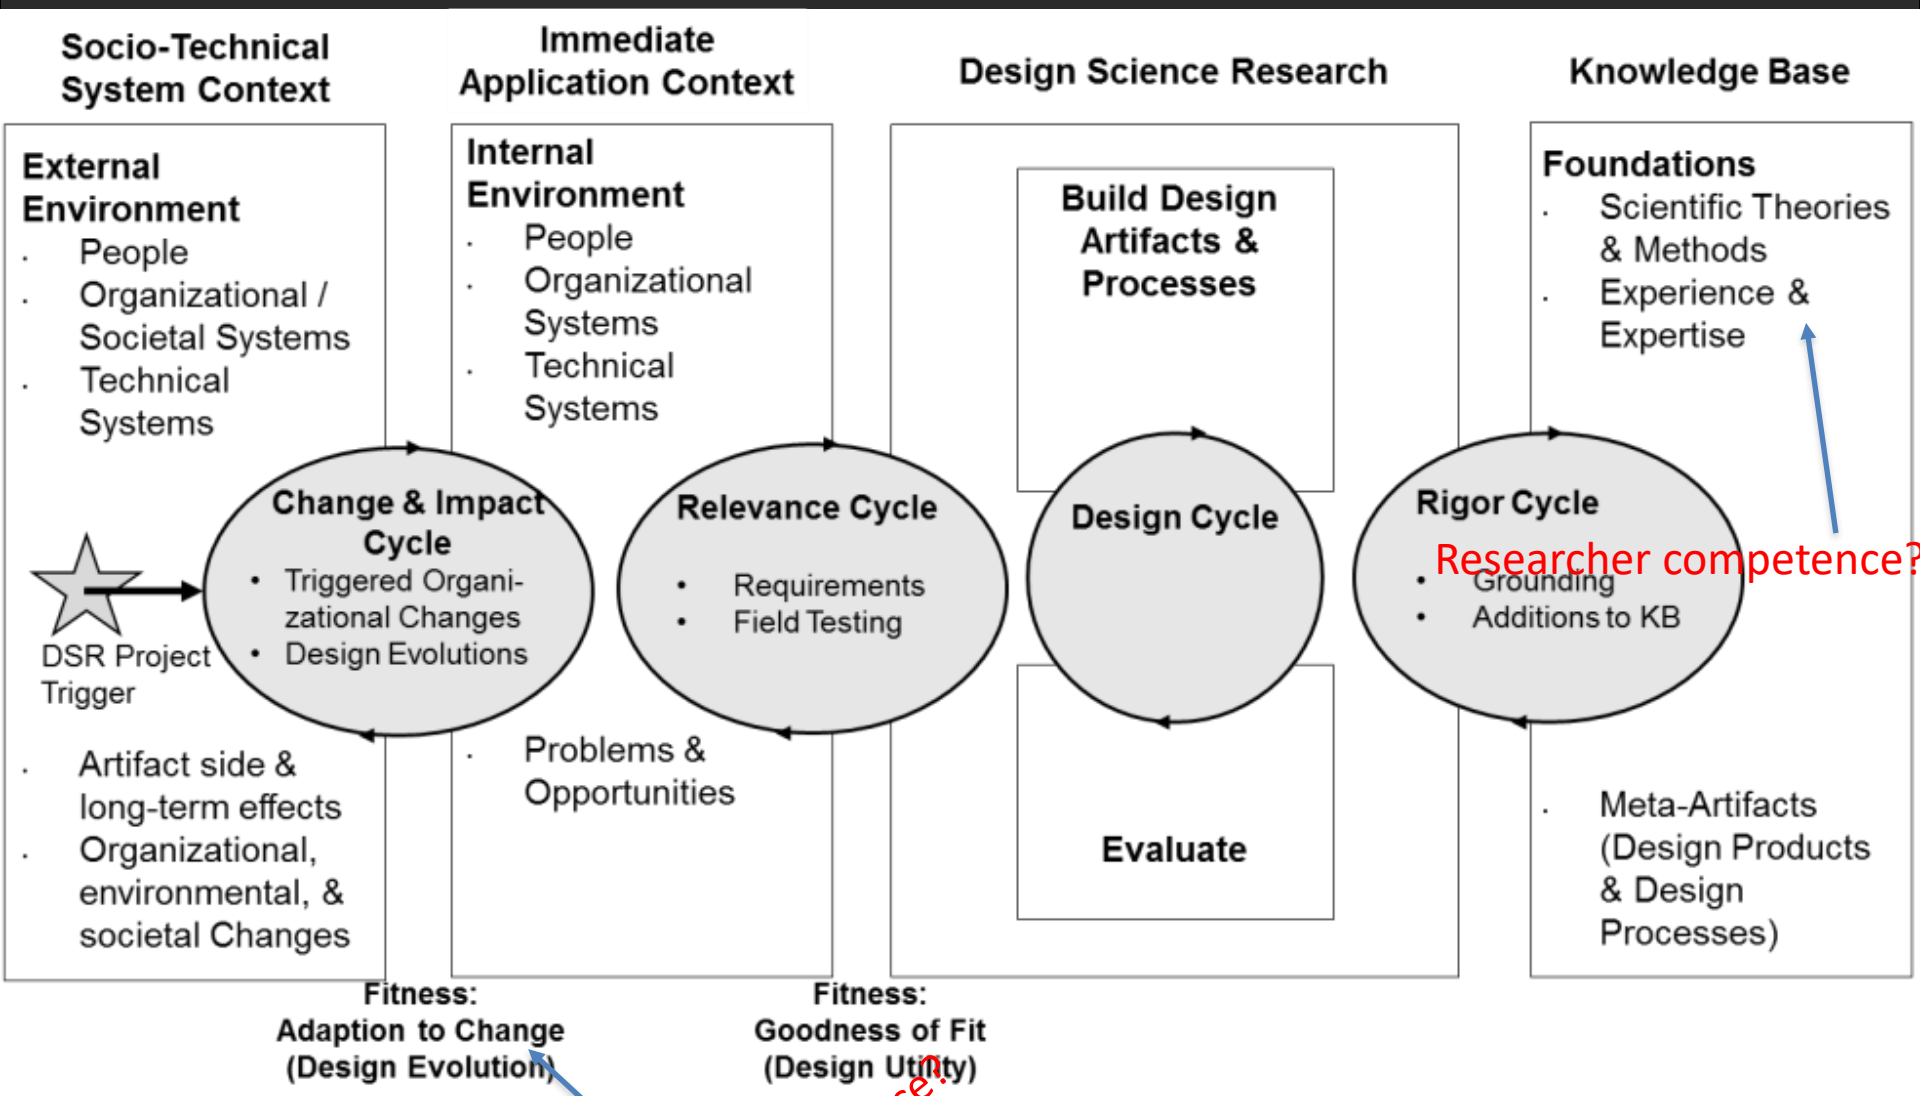 Socio-Technical
System Context
Immediate
Application Context
Design Science Research
Knowledge Base
External
Environment
. People
. Organizational /
Societal Systems
. Technical
Systems
Internal
Environment
. People
. Organizational
Systems
. Technical
Systems
Build Design
Artifacts &
Processes
Foundations
. Scientific Theories
& Methods
. Experience &
Expertise
DSR Project
Trigger
Change & Impact
Cycle
• Triggered Organi-
zational Changes
• Design Evolutions
Relevance Cycle
• Requirements
• Field Testing
Design Cycle
Rigor Cycle
Researcher competence?
• Grounding
• Additions to KB
. Artifact side &
long-term effects
. Organizational,
environmental, &
societal Changes
. Problems &
Opportunities
Evaluate
. Meta-Artifacts
(Design Products
& Design
Processes)
Fitness:
Adaption to Change
(Design Evolution)
Fitness:
Goodness of Fit
(Design Utility)